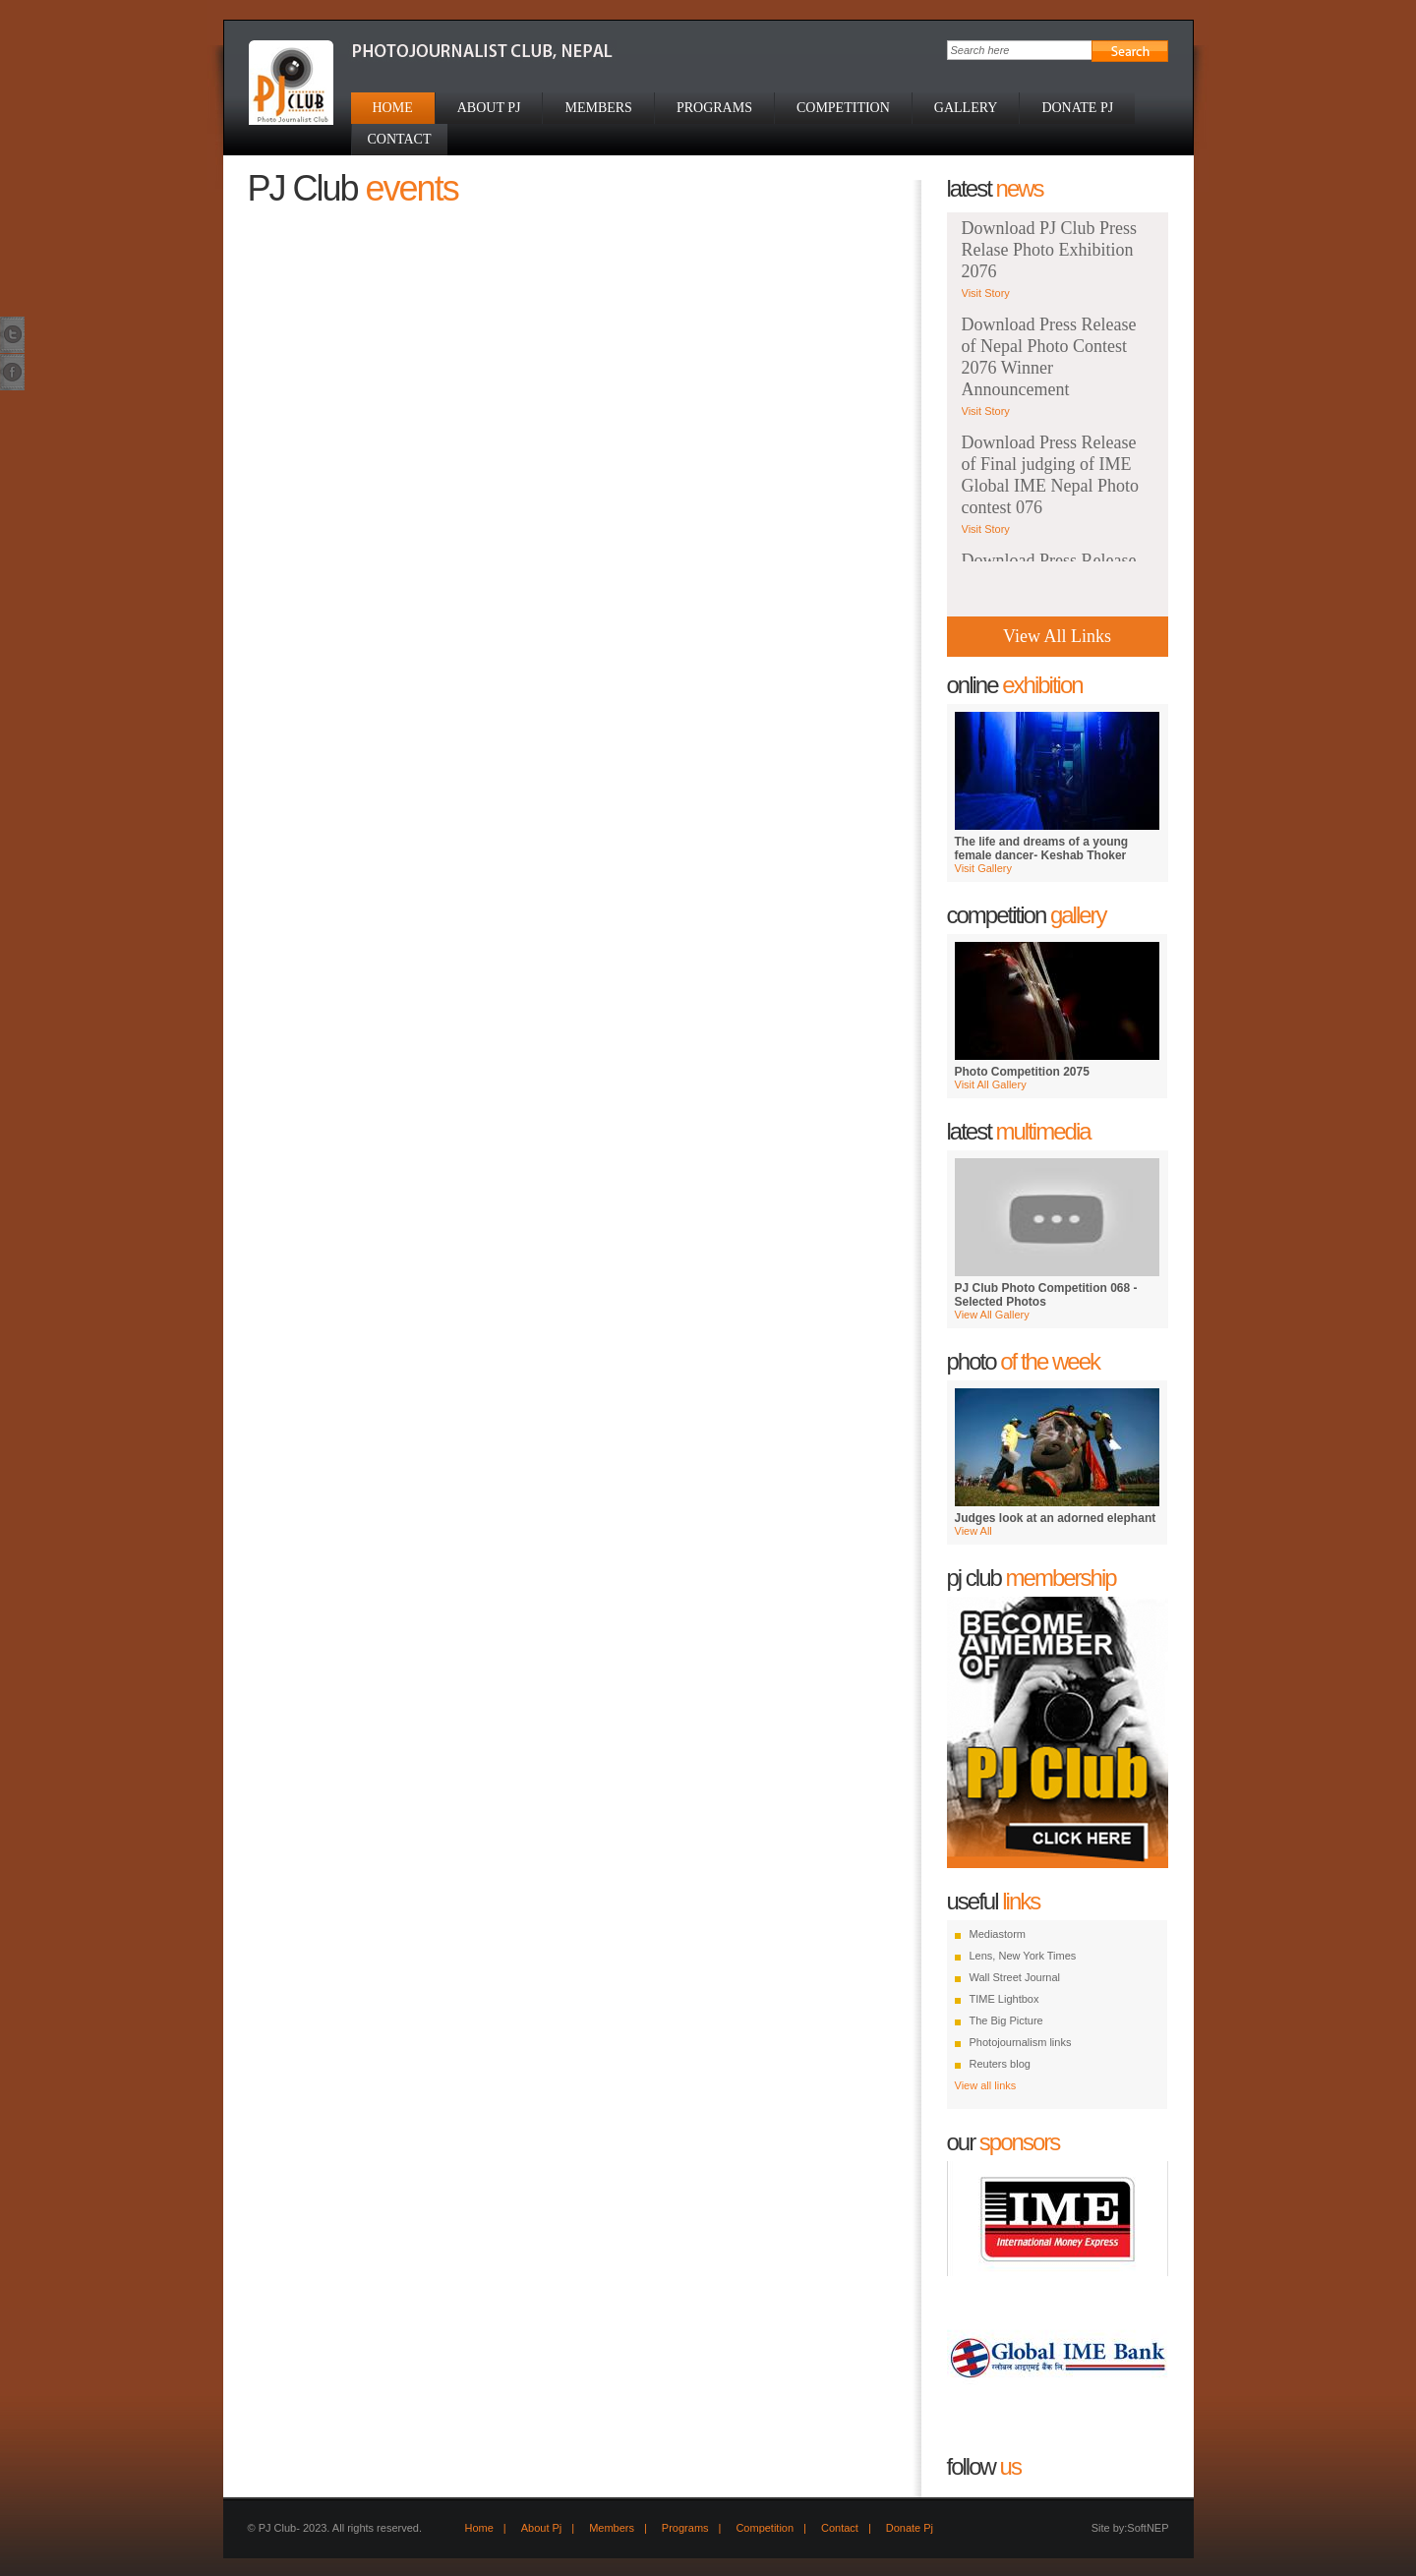 PHOTOJOURNALIST CLUB, NEPAL
Search here
Search
PJ CLUB
Photo Journalist Club
HOME
ABOUT PJ
MEMBERS
PROGRAMS
COMPETITION
GALLERY
DONATE PJ
CONTACT
PJ Club events
latest news
Download PJ Club Press
Relase Photo Exhibition
2076
Visit Story
Download Press Release
of Nepal Photo Contest
2076 Winner
Announcement
Visit Story
Download Press Release
of Final judging of IME
Global IME Nepal Photo
contest 076
Visit Story
Download Press Release
View All Links
online exhibition
The life and dreams of a young
female dancer- Keshab Thoker
Visit Gallery
competition gallery
Photo Competition 2075
Visit All Gallery
latest multimedia
PJ Club Photo Competition 068 -
Selected Photos
View All Gallery
photo of the week
Judges look at an adorned elephant
View All
pj club membership
BECOME
A MEMBER
OF
PJ Club
CLICK HERE
useful links
Mediastorm
Lens, New York Times
Wall Street Journal
TIME Lightbox
The Big Picture
Photojournalism links
Reuters blog
View all links
our sponsors
IME
International Money Express
Global IME Bank
ग्लोबल आइएमई बैंक लि.
follow us
© PJ Club- 2023. All rights reserved.
Home | About Pj | Members | Programs | Competition | Contact | Donate Pj
Site by:SoftNEP